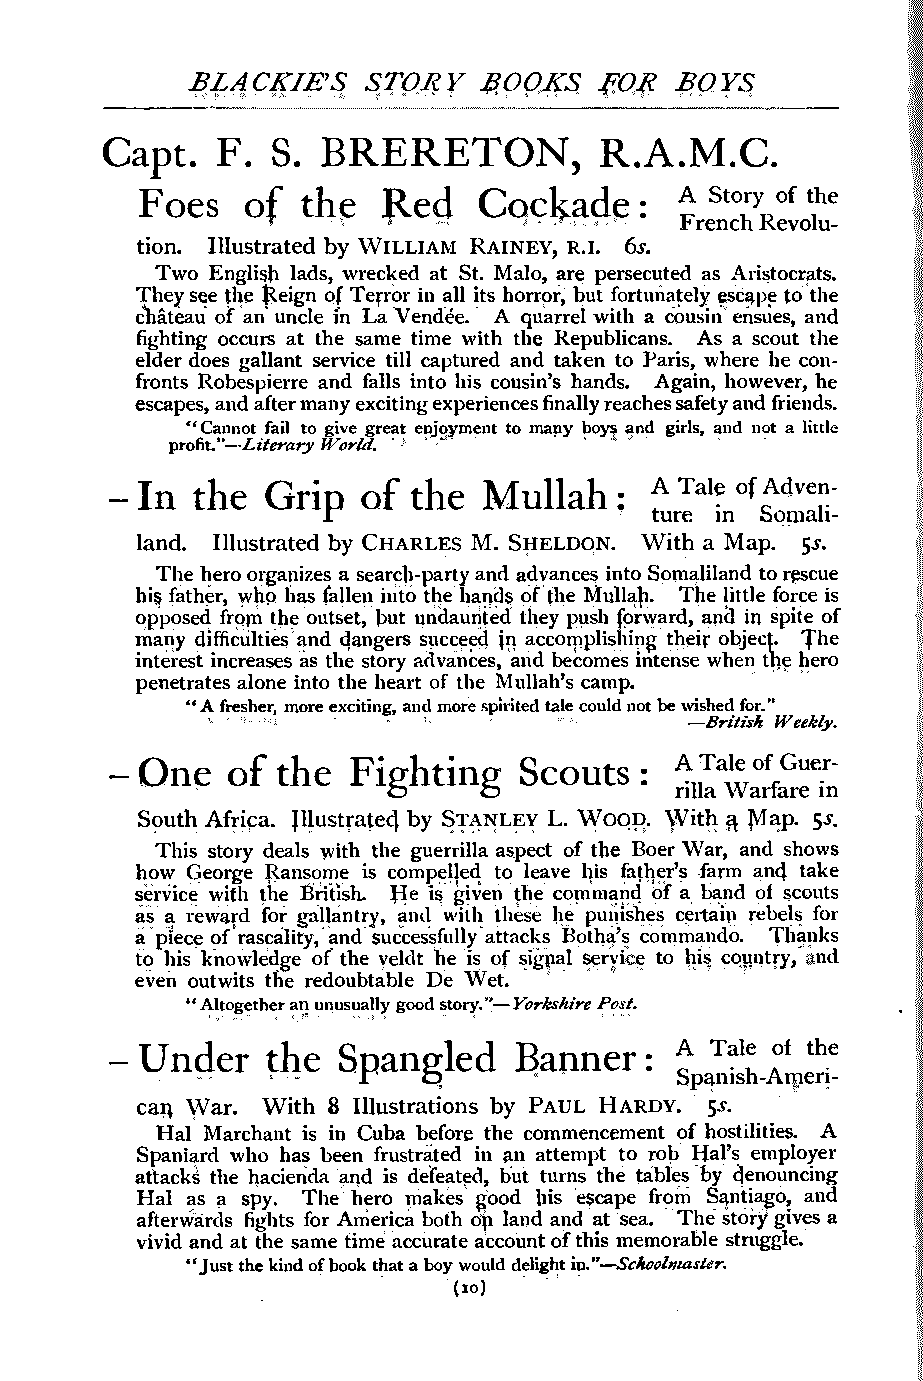 BLACKIE'S STORY BOOKS FOR BOYS
Capt. F. S. BRERETON, R.A.M.C.
Foes of the Red Cockade: A Story of the
French Revolu-
tion. Illustrated by WILLIAM RAINEY, R.I. 6s.
Two English lads, wrecked at St. Malo, are persecuted as Aristocrats.
They see the Reign of Terror in all its horror, but fortunately escape to the
château of an uncle in La Vendée. A quarrel with a cousin ensues, and
fighting occurs at the same time with the Republicans. As a scout the
elder does gallant service till captured and taken to Paris, where he con-
fronts Robespierre and falls into his cousin's hands. Again, however, he
escapes, and after many exciting experiences finally reaches safety and friends.
"Cannot fail to give great enjoyment to many boys and girls, and not a little
profit."—Literary World.
– In the Grip of the Mullah: A Tale of Adven-
ture in Somali-
land. Illustrated by CHARLES M. SHELDON. With a Map. 5s.
The hero organizes a search-party and advances into Somaliland to rescue
his father, who has fallen into the hands of the Mullah. The little force is
opposed from the outset, but undaunted they push forward, and in spite of
many difficulties and dangers succeed in accomplishing their object. The
interest increases as the story advances, and becomes intense when the hero
penetrates alone into the heart of the Mullah's camp.
"A fresher, more exciting, and more spirited tale could not be wished for."
—British Weekly.
– One of the Fighting Scouts: A Tale of Guer-
rilla Warfare in
South Africa. Illustrated by STANLEY L. WOOD. With a Map. 5s.
This story deals with the guerrilla aspect of the Boer War, and shows
how George Ransome is compelled to leave his father's farm and take
service with the British. He is given the command of a band of scouts
as a reward for gallantry, and with these he punishes certain rebels for
a piece of rascality, and successfully attacks Botha's commando. Thanks
to his knowledge of the veldt he is of signal service to his country, and
even outwits the redoubtable De Wet.
"Altogether an unusually good story."—Yorkshire Post.
– Under the Spangled Banner: A Tale of the
Spanish-Ameri-
can War. With 8 Illustrations by PAUL HARDY. 5s.
Hal Marchant is in Cuba before the commencement of hostilities. A
Spaniard who has been frustrated in an attempt to rob Hal's employer
attacks the hacienda and is defeated, but turns the tables by denouncing
Hal as a spy. The hero makes good his escape from Santiago, and
afterwards fights for America both on land and at sea. The story gives a
vivid and at the same time accurate account of this memorable struggle.
"Just the kind of book that a boy would delight in."—Schoolmaster.
(10)